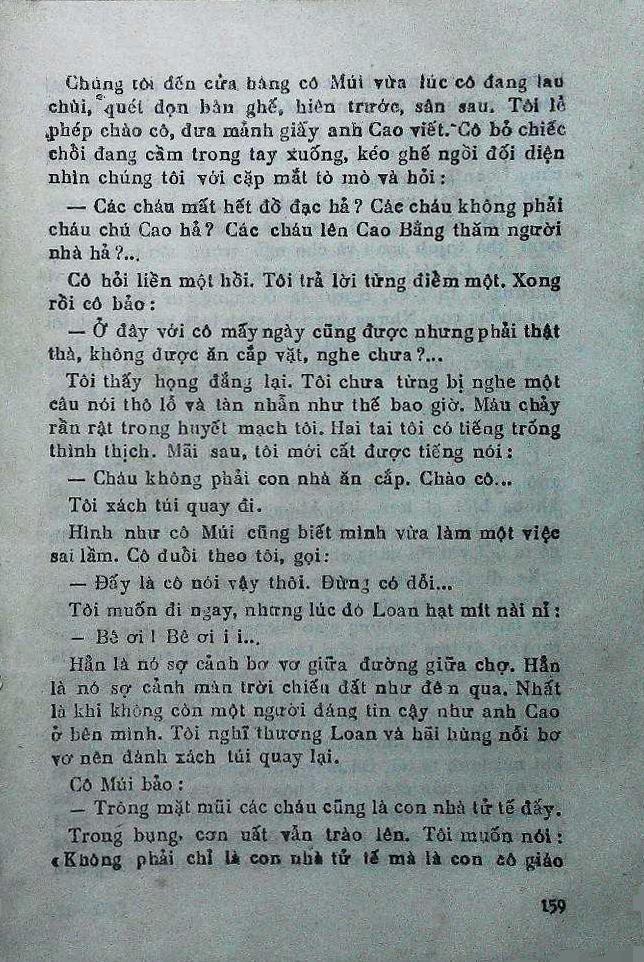 Chúng tôi đến cửa hàng cô Múi vừa lúc cô đang lau
chùi, quét dọn bàn ghế, hiên trước, sân sau. Tôi lễ
phép chào cô, đưa mảnh giấy anh Cao viết. Cô bỏ chiếc
chổi đang cầm trong tay xuống, kéo ghế ngồi đối diện
nhìn chúng tôi với cặp mắt tò mò và hỏi :
— Các cháu mất hết đồ đạc hả ? Các cháu không phải
cháu chú Cao hả ? Các cháu lên Cao Bằng thăm người
nhà hả ?...
Cô hỏi liền một hồi. Tôi trả lời từng điểm một. Xong
rồi cô bảo :
— Ở đây với cô mấy ngày cũng được nhưng phải thật
thà, không được ăn cắp vặt, nghe chưa ?...
Tôi thấy họng đắng lại. Tôi chưa từng bị nghe một
câu nói thô lỗ và tàn nhẫn như thế bao giờ. Máu chảy
rần rật trong huyết mạch tôi. Hai tai tôi có tiếng trống
thình thịch. Mãi sau, tôi mới cất được tiếng nói :
— Cháu không phải con nhà ăn cắp. Chào cô...
Tôi xách túi quay đi.
Hình như cô Múi cũng biết mình vừa làm một việc
sai lầm. Cô đuổi theo tôi, gọi :
— Đấy là cô nói vậy thôi. Đừng có dỗi...
Tôi muốn đi ngay, nhưng lúc đó Loan hạt mít nài nỉ :
— Bê ơi ! Bê ơi i i...
Hẳn là nó sợ cảnh bơ vơ giữa đường giữa chợ. Hẳn
là nó sợ cảnh màn trời chiếu đất như đêm qua. Nhất
là khi không còn một người đáng tin cậy như anh Cao
ở bên mình. Tôi nghĩ thương Loan và hãi hùng nỗi bơ
vơ nên đành xách túi quay lại.
Cô Múi bảo :
— Trông mặt mũi các cháu cũng là con nhà tử tế đấy.
Trong bụng, cơn uất vẫn trào lên. Tôi muốn nói :
«Không phải chỉ là con nhà tử tế mà là con cô giáo
159